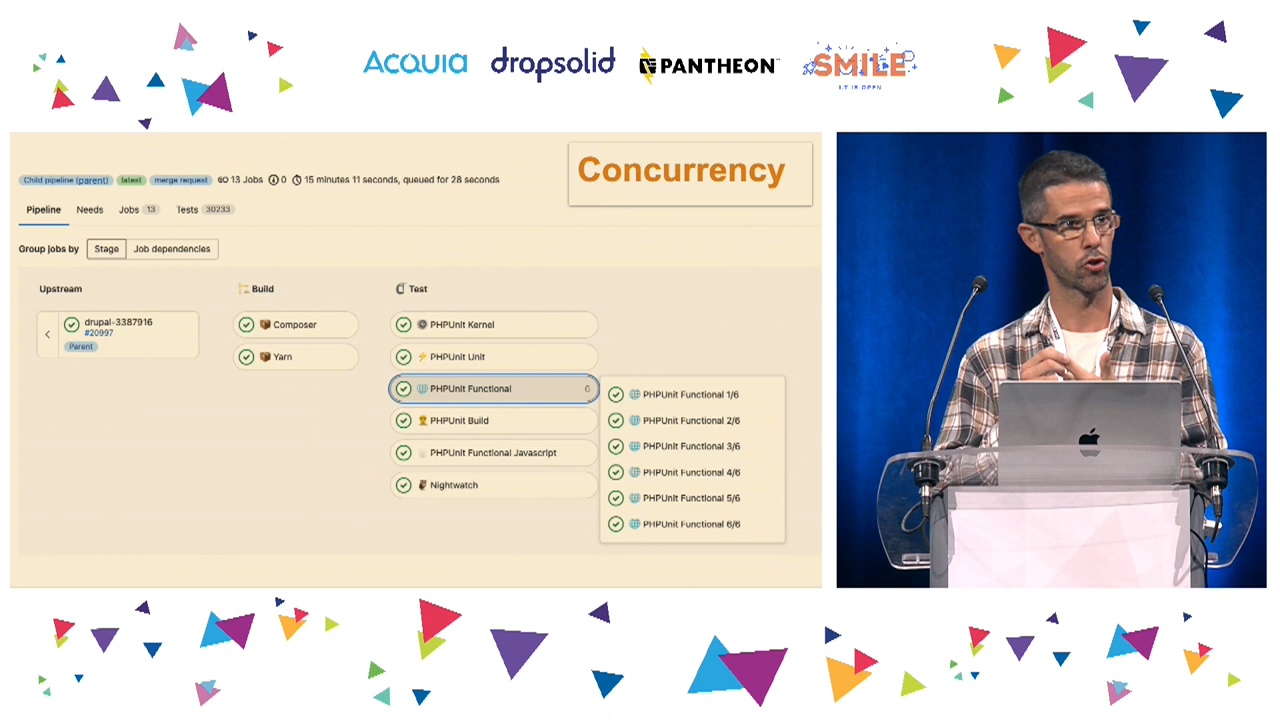 Acquia
dropsolid
PANTHEON
SMILE
I.T IS OPEN
Concurrency
Child pipeline (parent) latest merge request 13 Jobs 0 15 minutes 11 seconds, queued for 28 seconds
Pipeline Needs Jobs 13 Tests 30233
Group jobs by Stage Job dependencies
Upstream
drupal-3387916
#20997
Parent
Build
Composer
Yarn
Test
PHPUnit Kernel
PHPUnit Unit
PHPUnit Functional 6
PHPUnit Build
PHPUnit Functional Javascript
Nightwatch
PHPUnit Functional 1/6
PHPUnit Functional 2/6
PHPUnit Functional 3/6
PHPUnit Functional 4/6
PHPUnit Functional 5/6
PHPUnit Functional 6/6